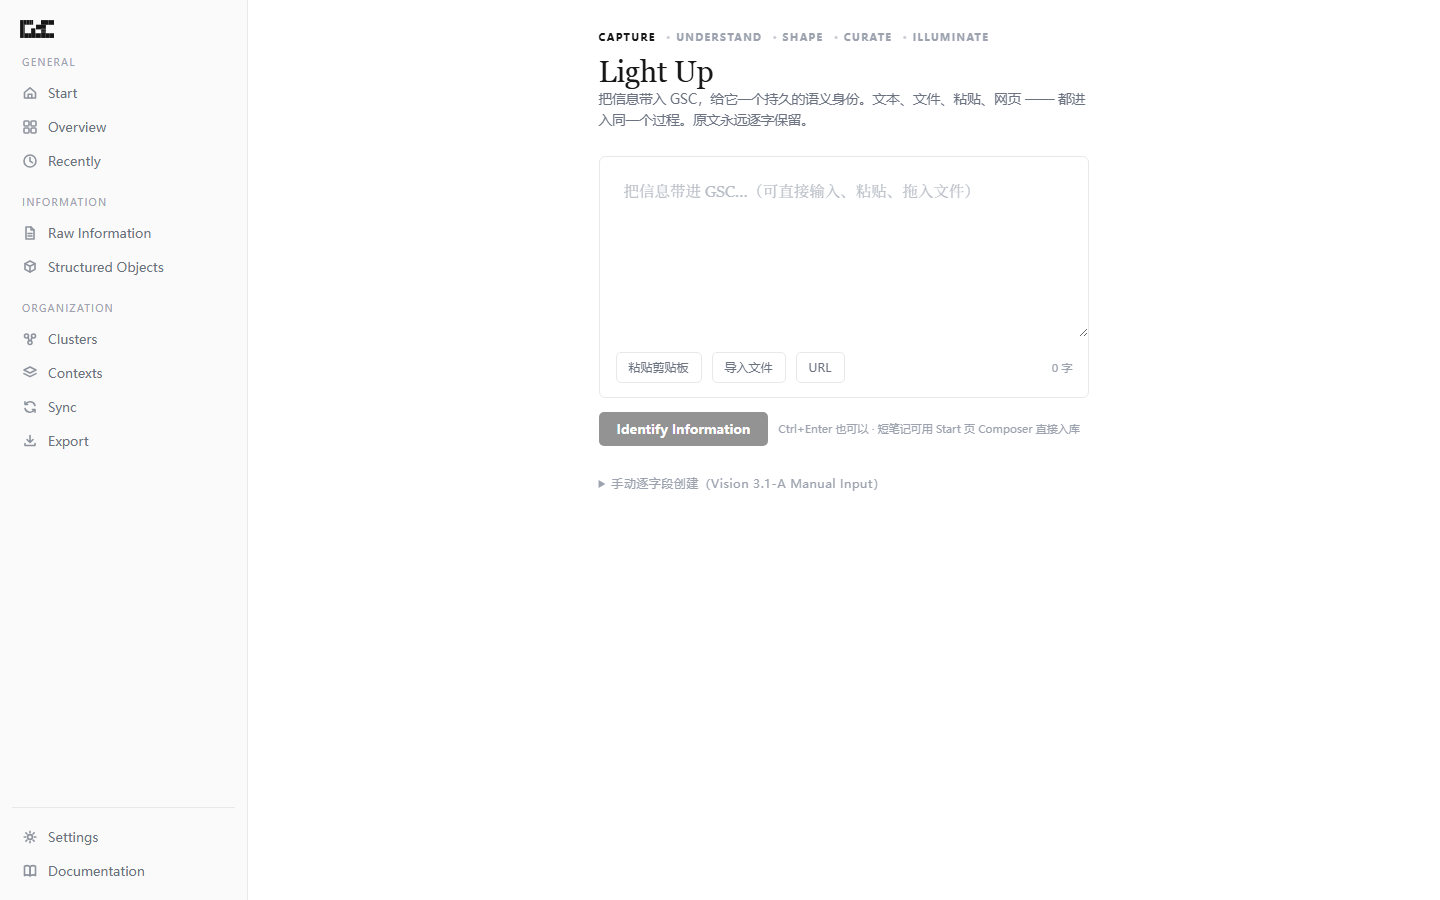 GSC
GENERAL
Start
Overview
Recently
INFORMATION
Raw Information
Structured Objects
ORGANIZATION
Clusters
Contexts
Sync
Export
Settings
Documentation
CAPTURE • UNDERSTAND • SHAPE • CURATE • ILLUMINATE
Light Up
把信息带入 GSC，给它一个持久的语义身份。文本、文件、粘贴、网页 —— 都进
入同一个过程。原文永远逐字保留。
把信息带进 GSC...（可直接输入、粘贴、拖入文件）
粘贴剪贴板 导入文件 URL 0 字
Identify Information Ctrl+Enter 也可以 · 短笔记可用 Start 页 Composer 直接入库
▶ 手动逐字段创建（Vision 3.1-A Manual Input）